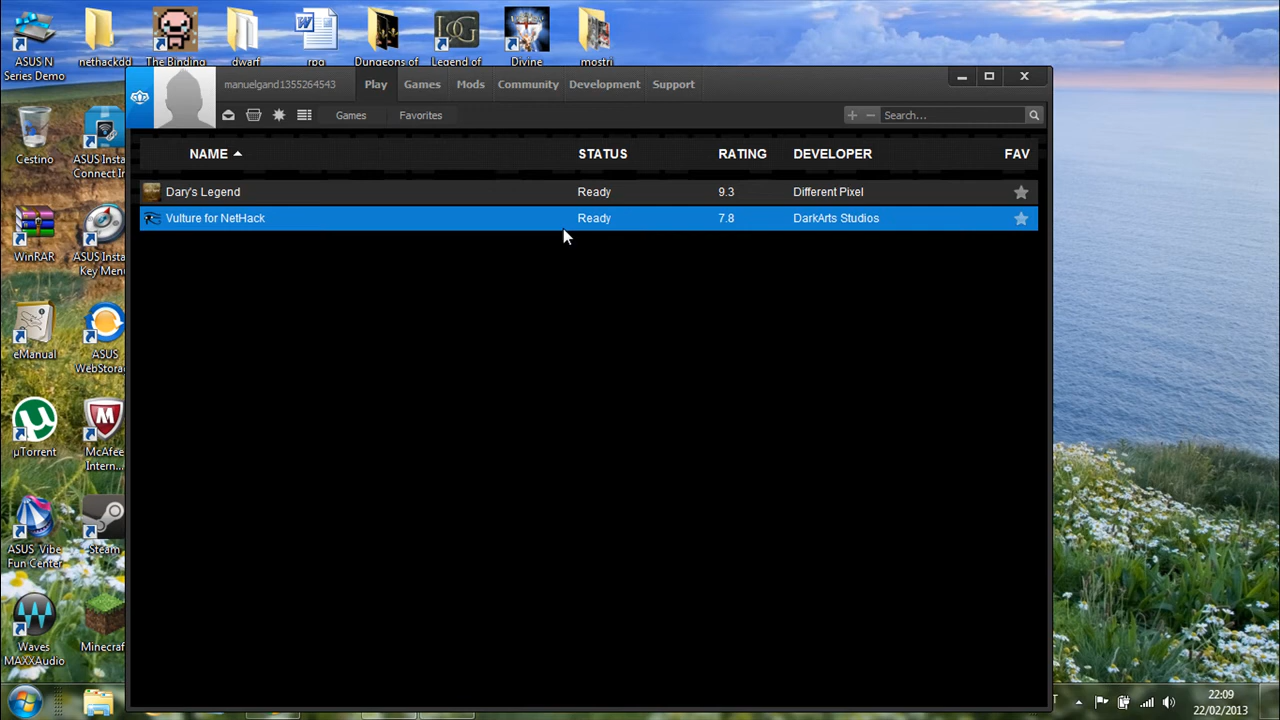 ASUS N
Series Demo
nethackdd
The Binding
dwarf
rpg
Dungeons of
LOG
Legend of
Divine
mostri
manuelgand1355264543
Play
Games
Mods
Community
Development
Support
Games
Favorites
Search...
NAME
STATUS
RATING
DEVELOPER
FAV
Dary's Legend
Ready
9.3
Different Pixel
Vulture for NetHack
Ready
7.8
DarkArts Studios
Cestino
ASUS Insta
Connect In
WinRAR
ASUS Insta
Key Menu
eManual
ASUS
WebStorag
µTorrent
McAfee
Intern...
ASUS Vibe
Fun Center
Steam
Waves
MAXXAudio
Minecraf
22:09
22/02/2013